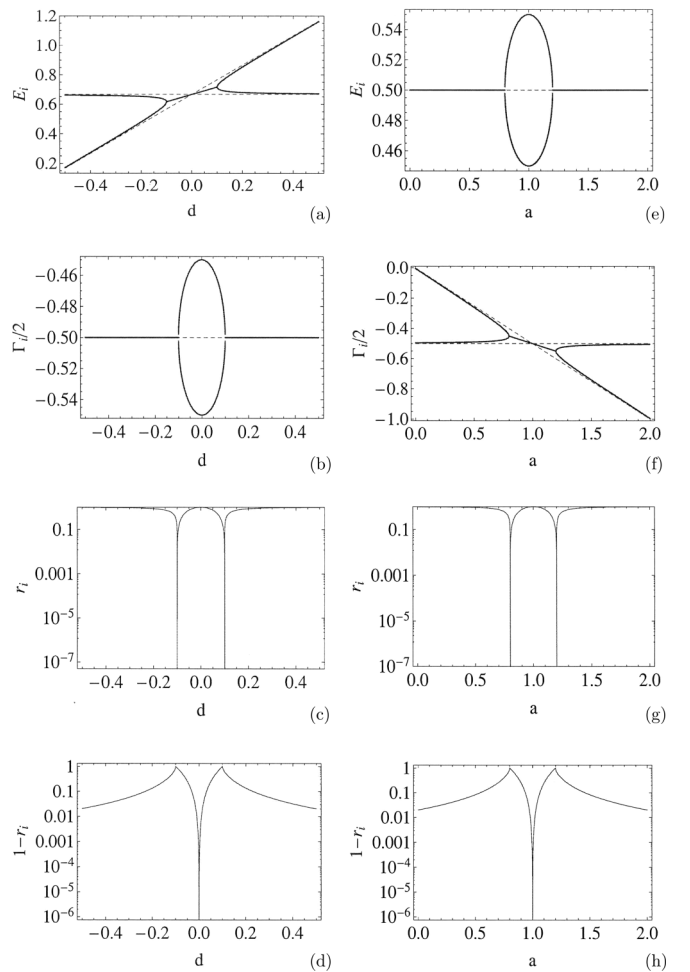 1.2
1.0
0.8
0.6
0.4
0.2
E_i
−0.4 −0.2 0.0 0.2 0.4
d
(a)
0.54
0.50
0.46
E_i
0.0 0.5 1.0 1.5 2.0
a
(e)
−0.46
−0.48
−0.50
−0.52
−0.54
Γ_i/2
−0.4 −0.2 0.0 0.2 0.4
d
(b)
0.0
−0.2
−0.4
−0.6
−0.8
−1.0
Γ_i/2
0.0 0.5 1.0 1.5 2.0
a
(f)
0.1
0.001
10^−5
10^−7
r_i
−0.4 −0.2 0.0 0.2 0.4
d
(c)
0.1
0.001
10^−5
10^−7
r_i
0.0 0.5 1.0 1.5 2.0
a
(g)
1
0.1
0.01
0.001
10^−4
10^−5
10^−6
1−r_i
−0.4 −0.2 0.0 0.2 0.4
d
(d)
1
0.1
0.01
0.001
10^−4
10^−5
10^−6
1−r_i
0.0 0.5 1.0 1.5 2.0
a
(h)